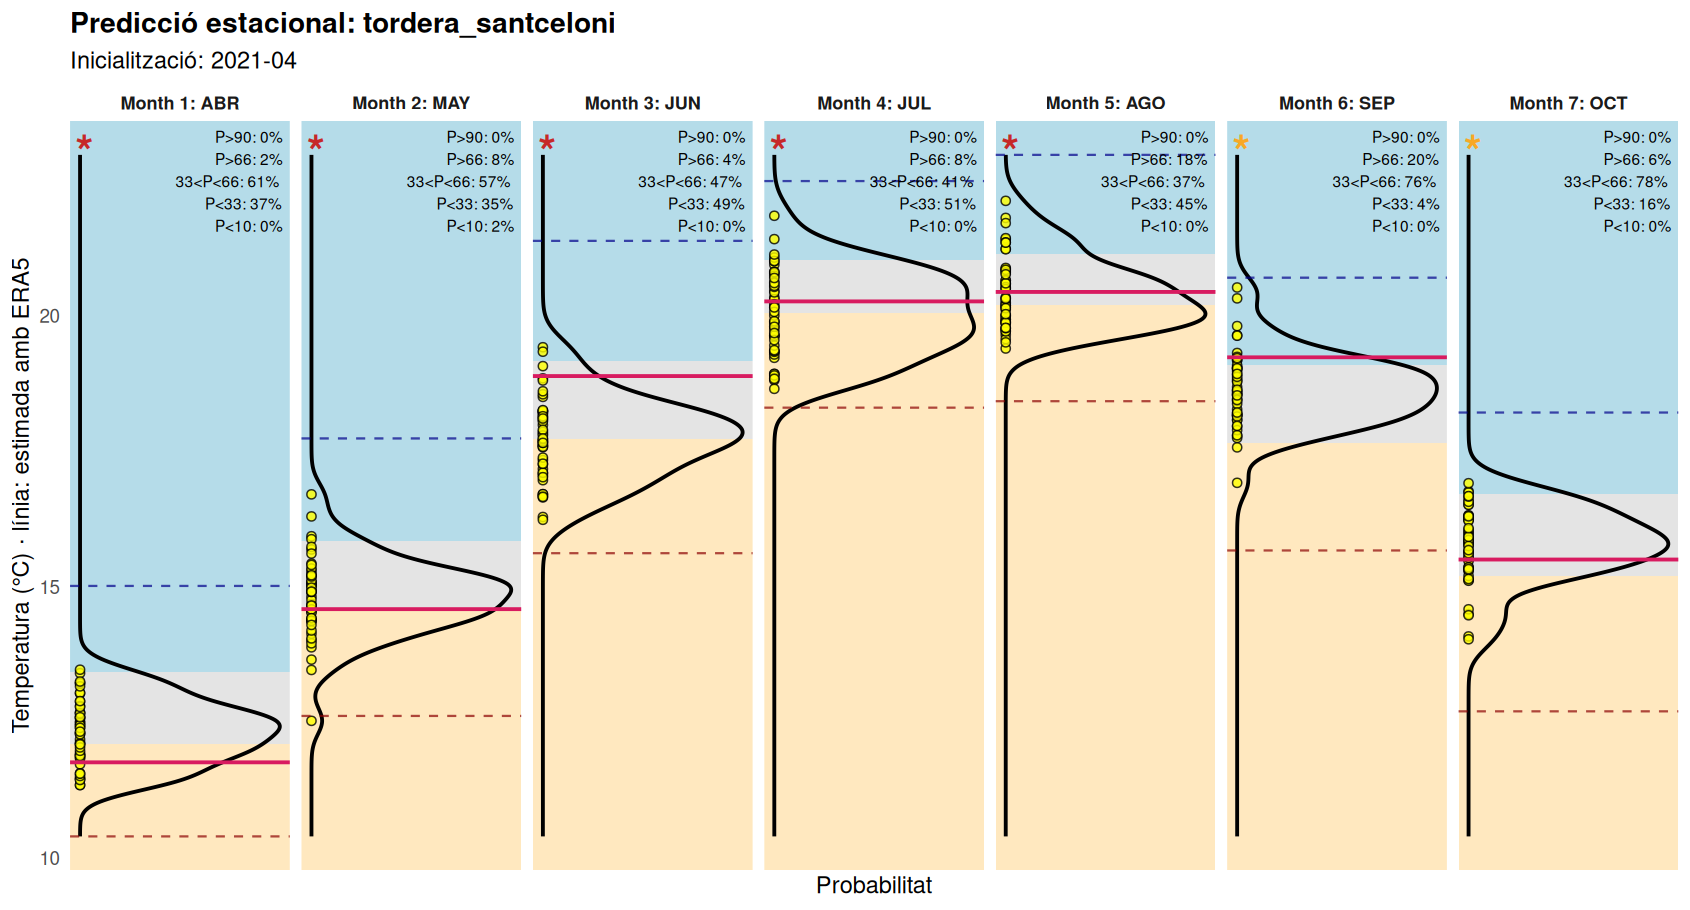 Predicció estacional: tordera_santceloni
Inicialització: 2021-04
Month 1: ABR
Month 2: MAY
Month 3: JUN
Month 4: JUL
Month 5: AGO
Month 6: SEP
Month 7: OCT
*
P>90: 0%
P>66: 2%
33<P<66: 61%
P<33: 37%
P<10: 0%
*
P>90: 0%
P>66: 8%
33<P<66: 57%
P<33: 35%
P<10: 2%
*
P>90: 0%
P>66: 4%
33<P<66: 47%
P<33: 49%
P<10: 0%
*
P>90: 0%
P>66: 8%
33<P<66: 41%
P<33: 51%
P<10: 0%
*
P>90: 0%
P>66: 18%
33<P<66: 37%
P<33: 45%
P<10: 0%
*
P>90: 0%
P>66: 20%
33<P<66: 76%
P<33: 4%
P<10: 0%
*
P>90: 0%
P>66: 6%
33<P<66: 78%
P<33: 16%
P<10: 0%
Temperatura (°C) · línia: estimada amb ERA5
20
15
10
Probabilitat